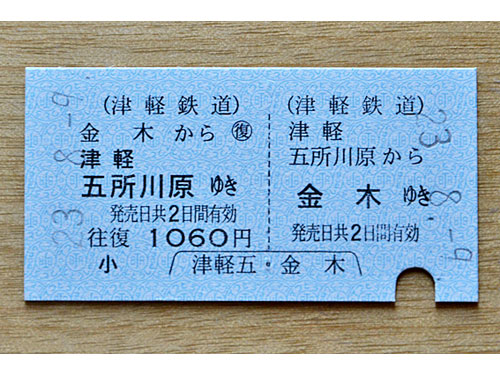 （津軽鉄道）
金木から ㊝
津軽
五所川原 ゆき
発売日共2日間有効
往復 1060円
小
（津軽鉄道）
津軽
五所川原から
金木 ゆき
発売日共2日間有効
津軽五・金木
23 8 -9
23 8 -9